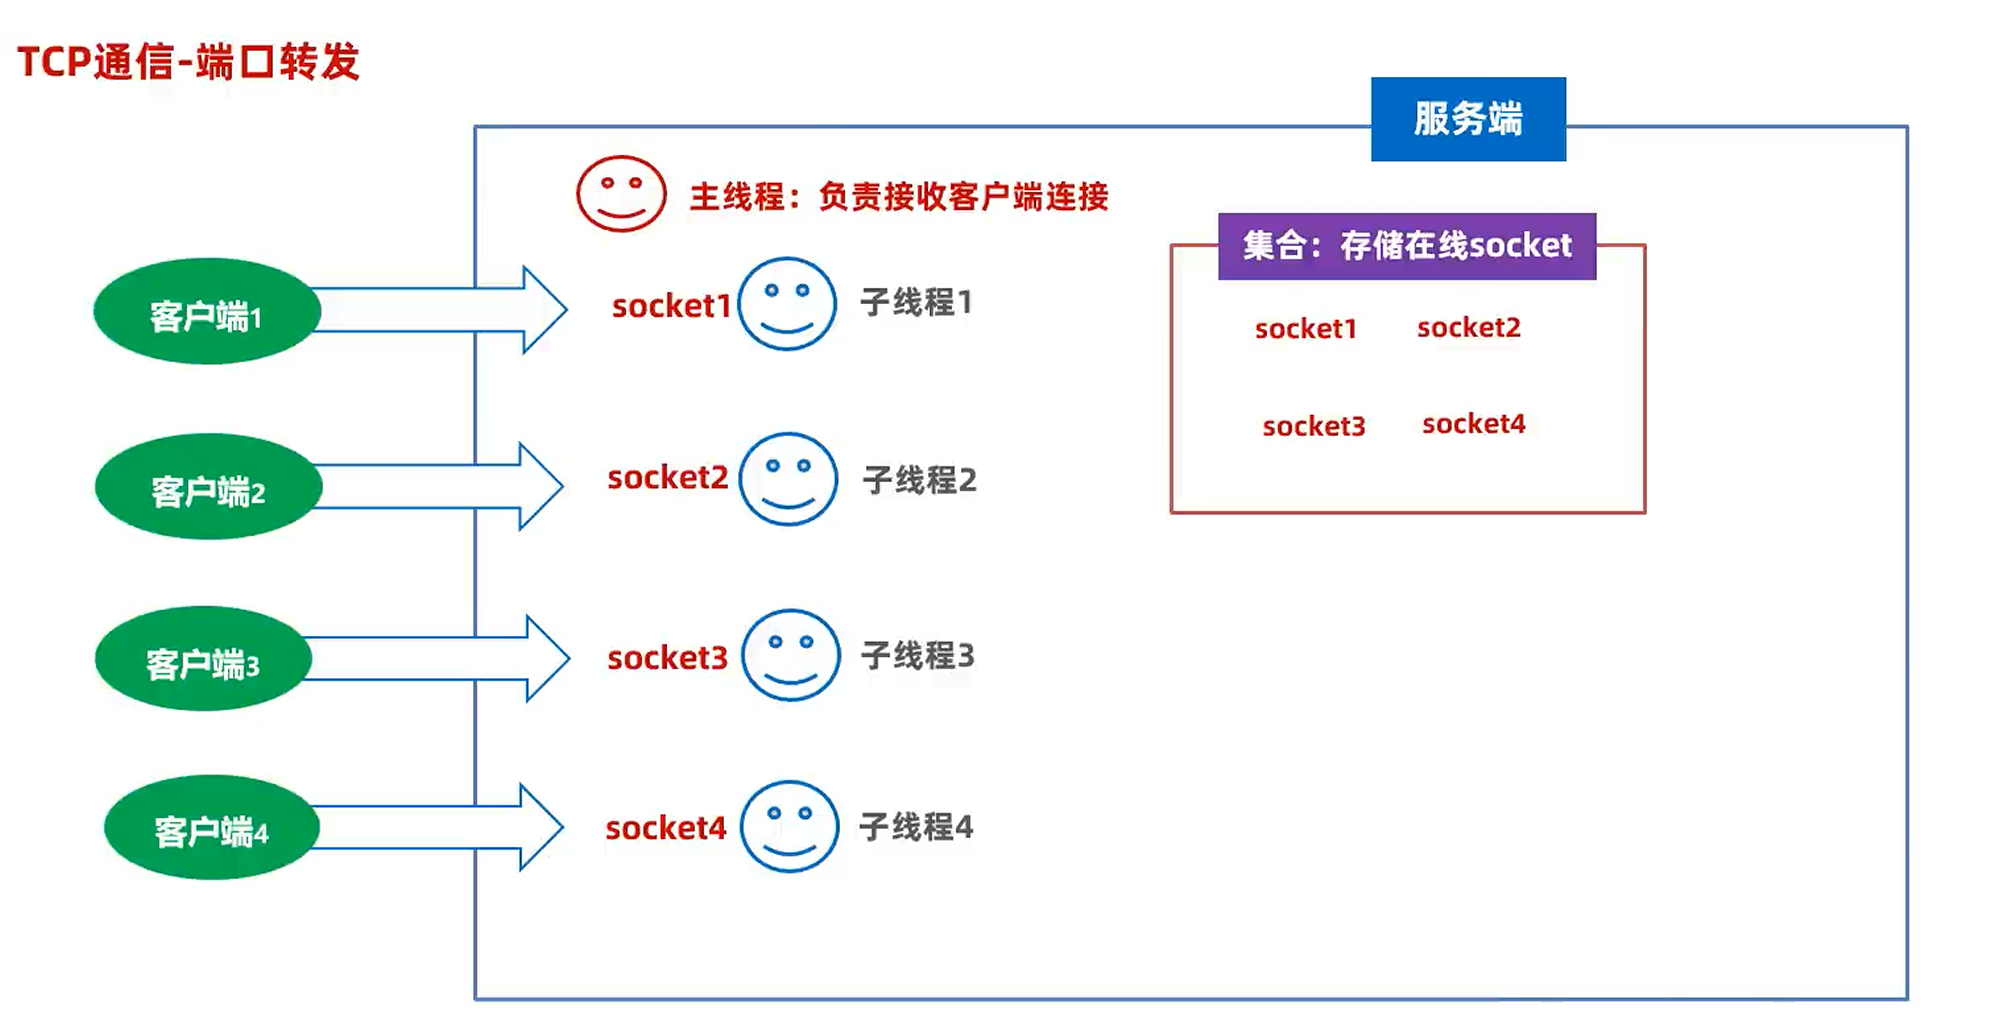 TCP通信-端口转发
服务端
主线程：负责接收客户端连接
集合：存储在线socket
客户端1
socket1
子线程1
socket1
socket2
socket3
socket4
客户端2
socket2
子线程2
客户端3
socket3
子线程3
客户端4
socket4
子线程4